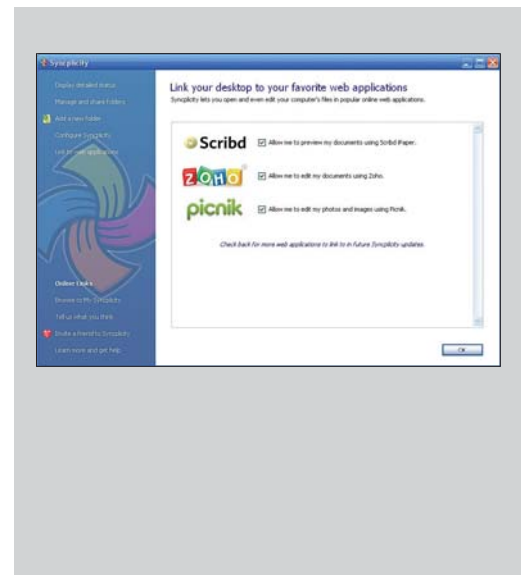 Syncplicity
Display detailed status
Manage and share folders
Add a new folder
Configure Syncplicity
Link to web applications
Online Links
Browse to My Syncplicity
Tell us what you think
Invite a friend to Syncplicity
Learn more and get help
Link your desktop to your favorite web applications
Syncplicity lets you open and even edit your computer's files in popular online web applications.
Scribd Allow me to preview my documents using Scribd iPaper.
ZOHO Allow me to edit my documents using Zoho.
picnik Allow me to edit my photos and images using Picnik.
Check back for more web applications to link to in future Syncplicity updates.
OK